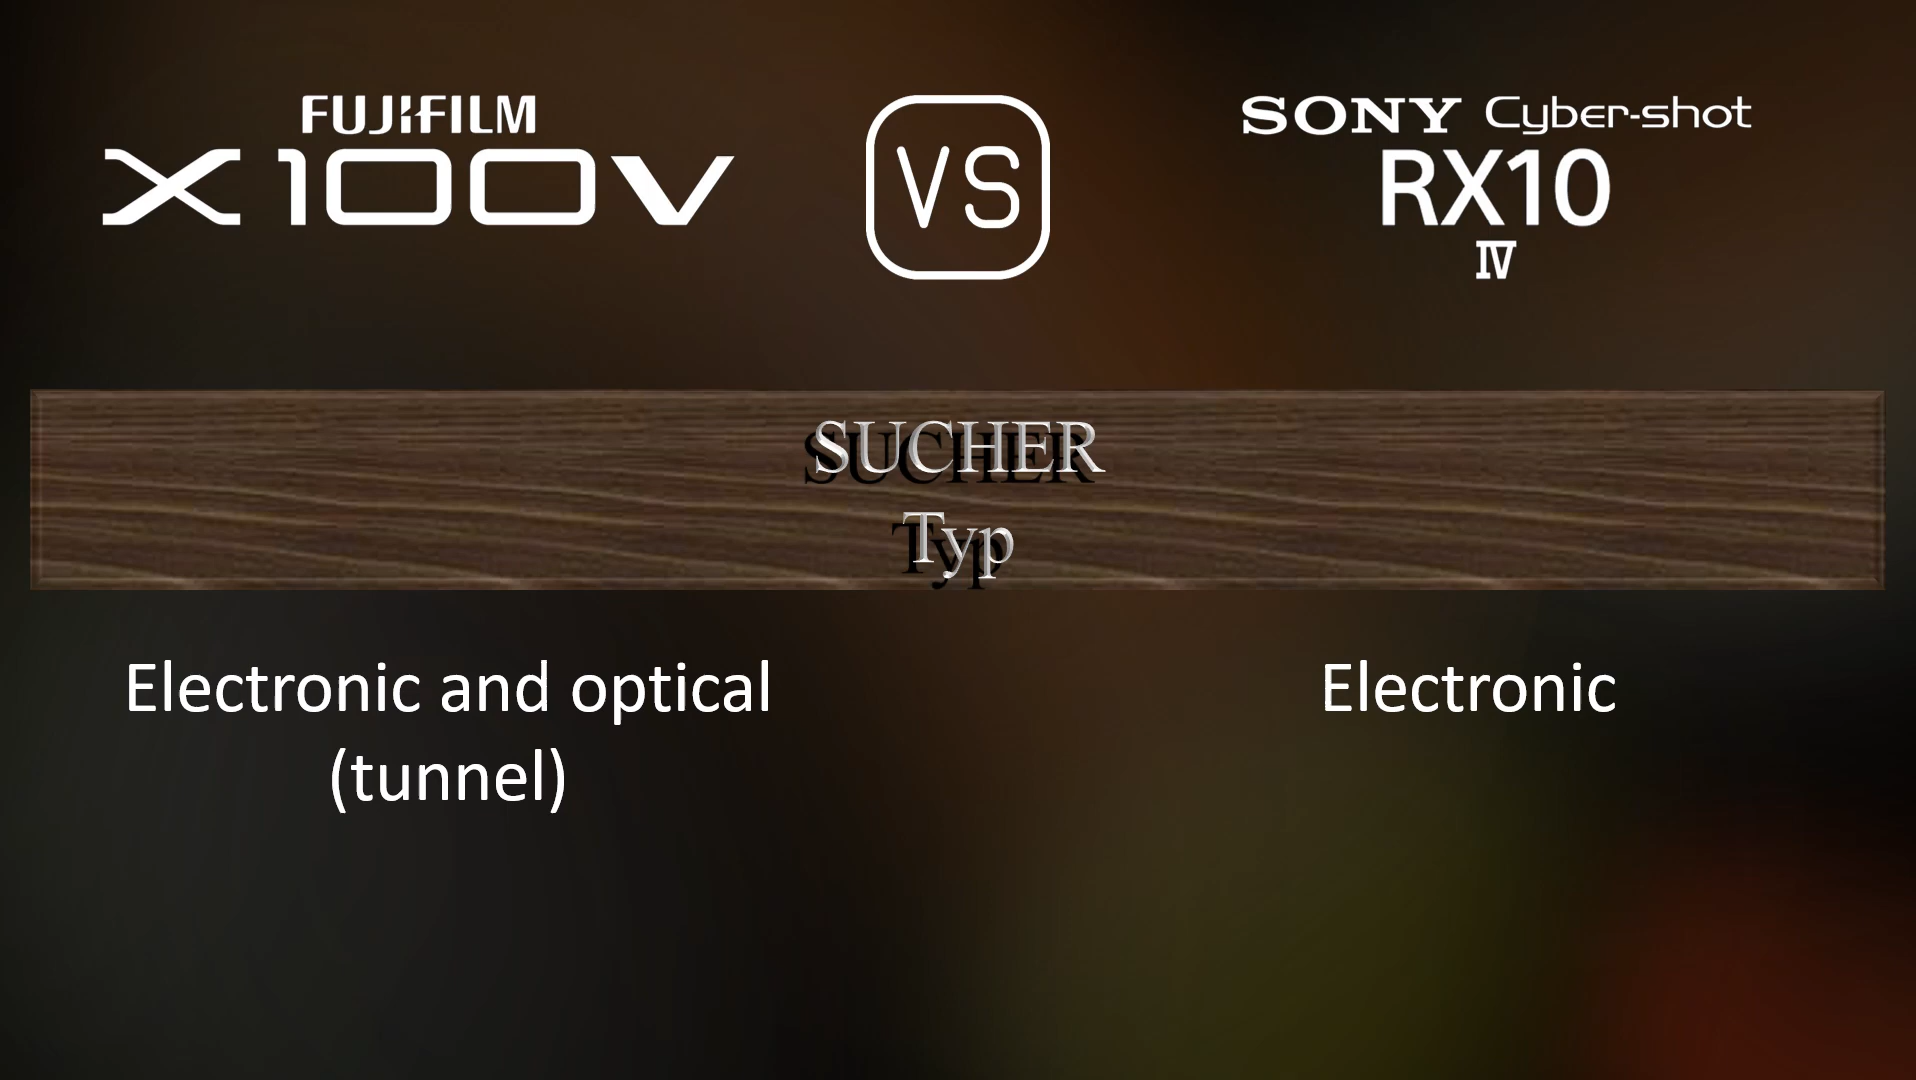 FUJIFILM
X100V
VS
SONY Cyber-shot
RX10
IV
SUCHER
Typ
Electronic and optical
(tunnel)
Electronic